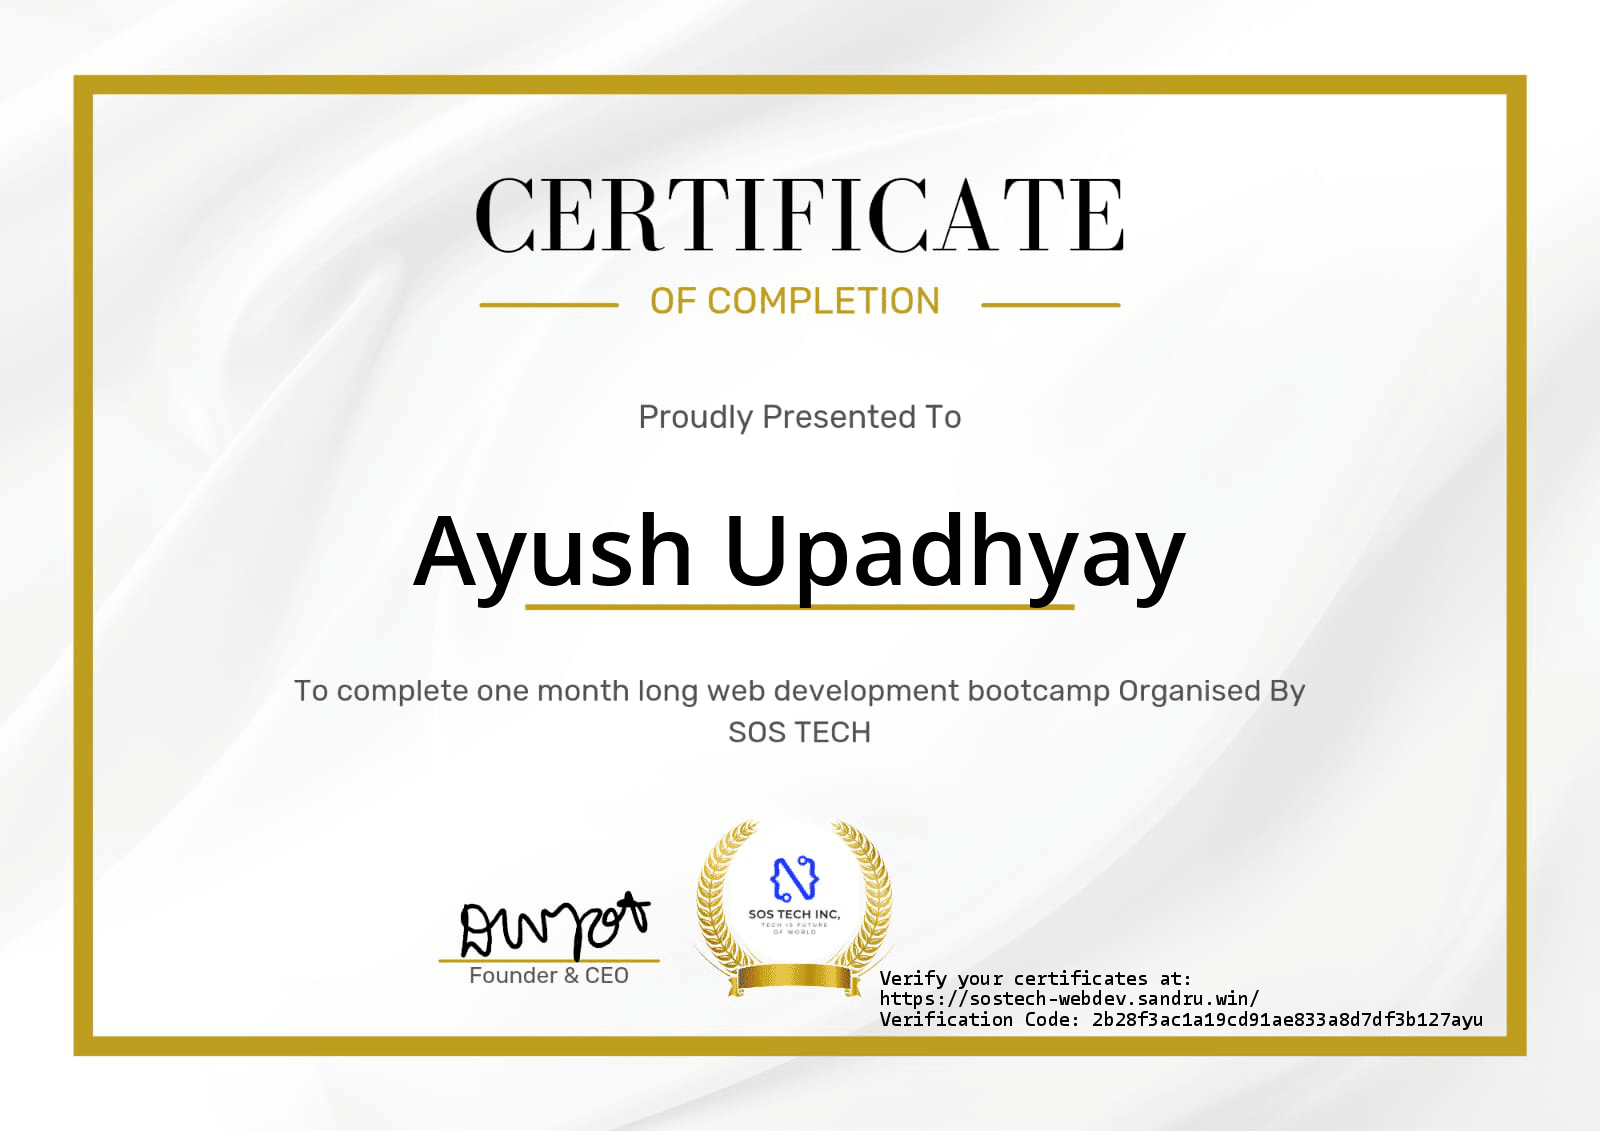 CERTIFICATE
OF COMPLETION
Proudly Presented To
Ayush Upadhyay
To complete one month long web development bootcamp Organised By
SOS TECH
Founder & CEO
SOS TECH INC,
TECH IS FUTURE
OF WORLD
Verify your certificates at:
https://sostech-webdev.sandru.win/
Verification Code: 2b28f3ac1a19cd91ae833a8d7df3b127ayu